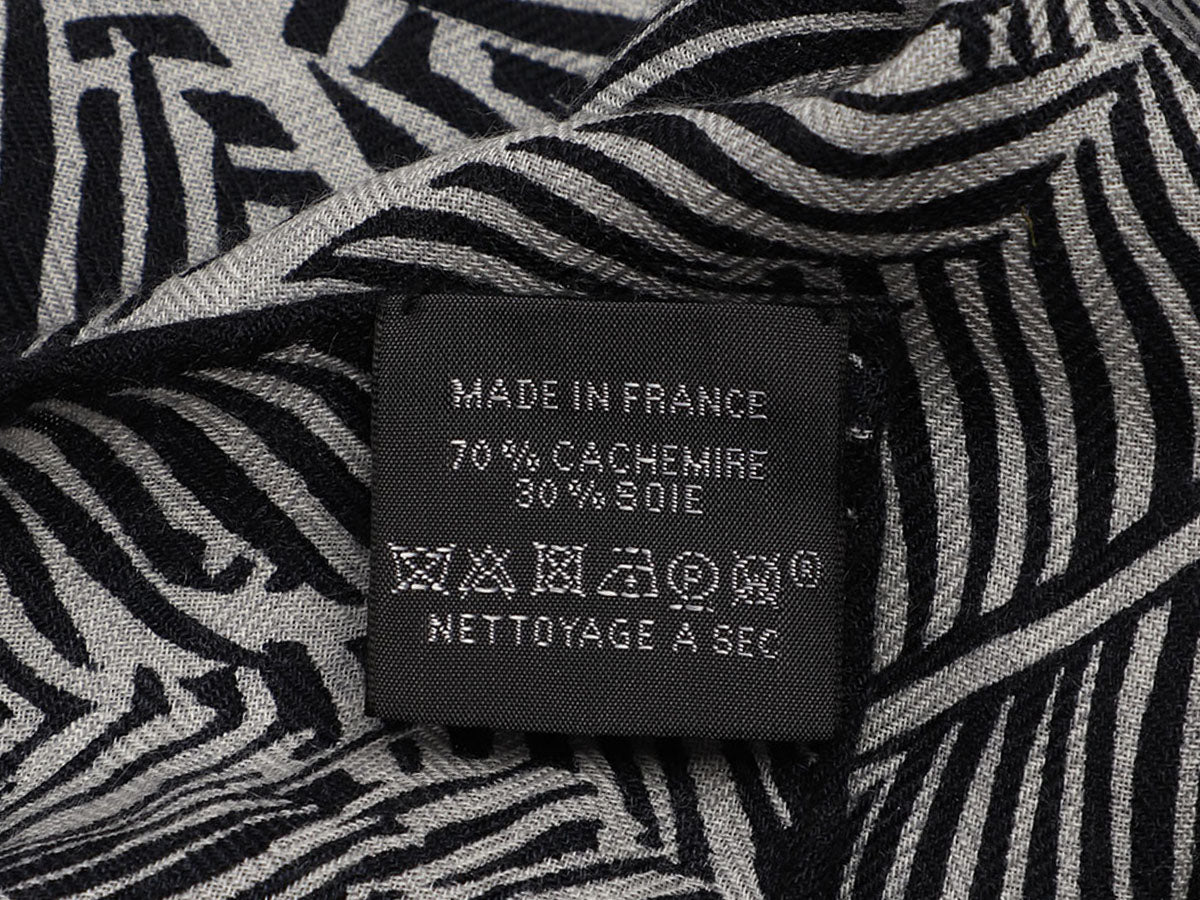 MADE IN FRANCE
70 % CACHEMIRE
30 % SOIE
P ®
NETTOYAGE A SEC